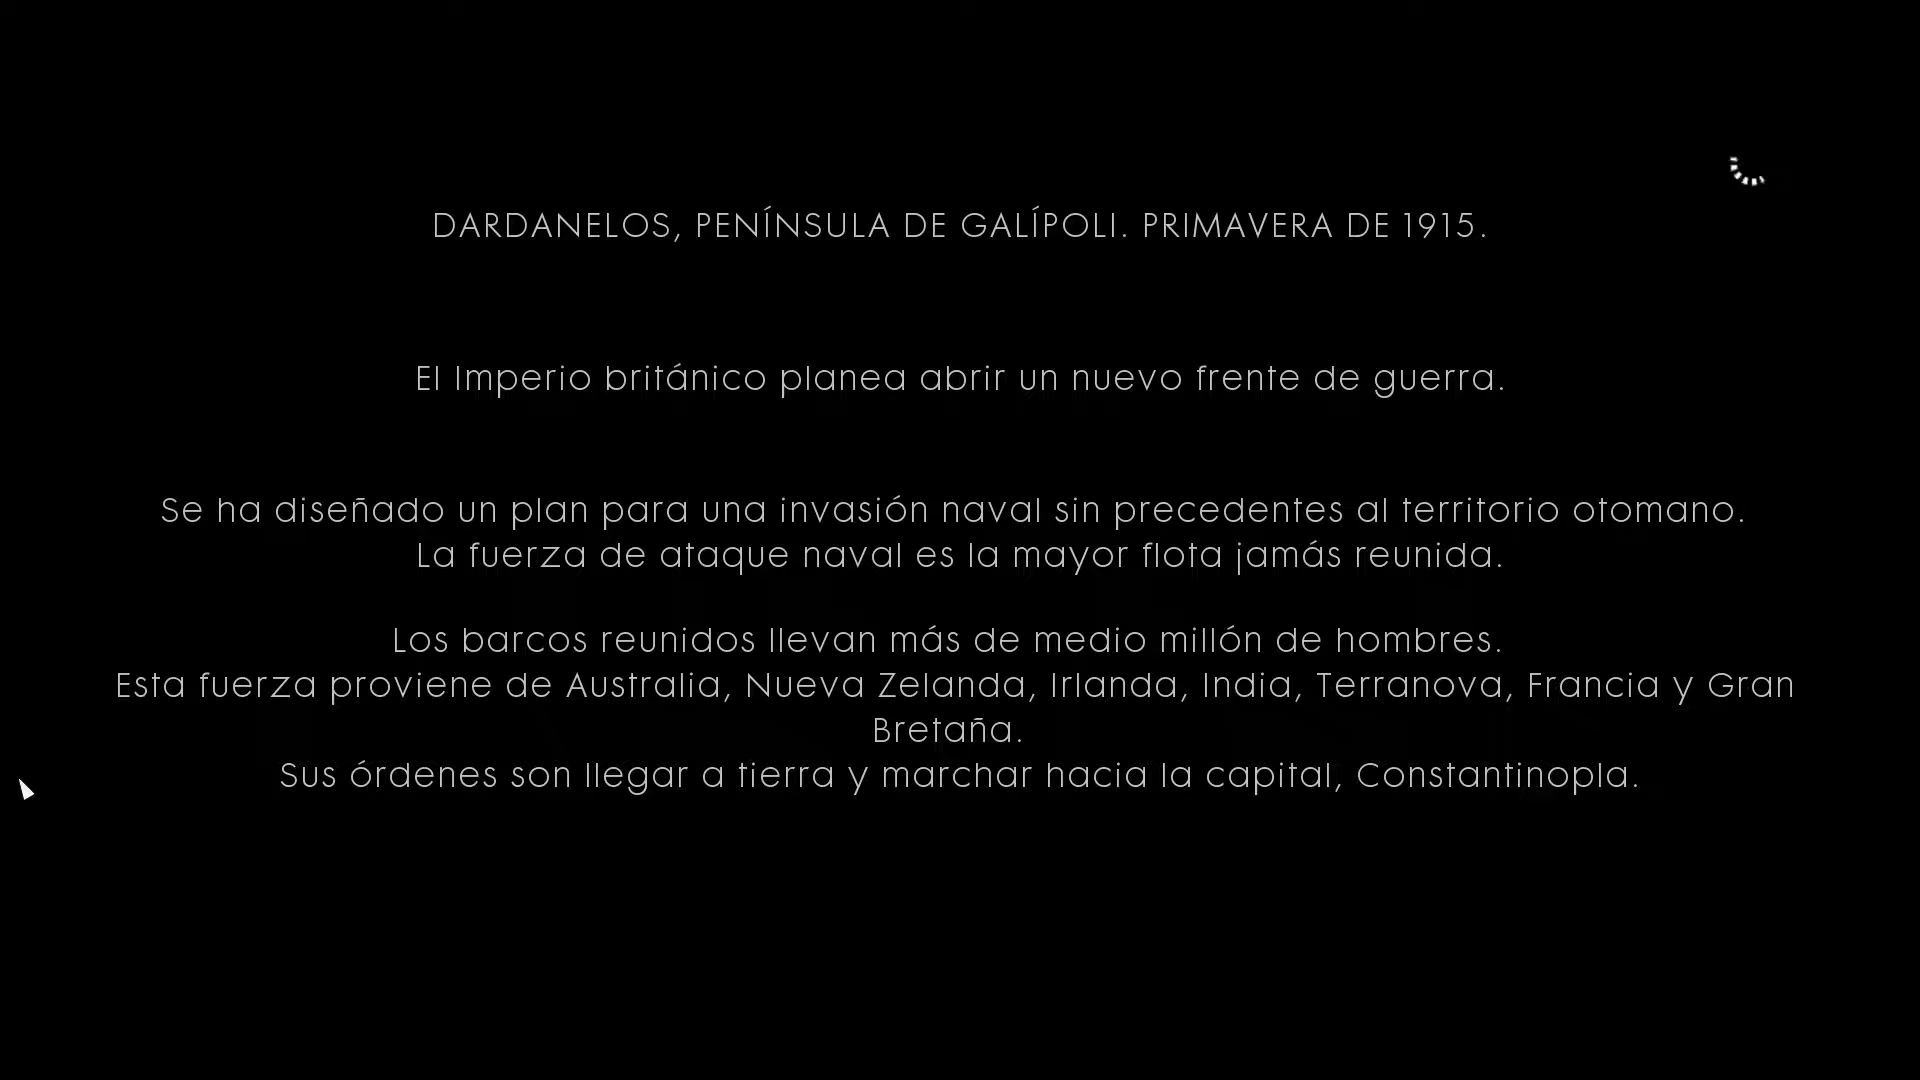 DARDANELOS, PENÍNSULA DE GALÍPOLI. PRIMAVERA DE 1915.
El Imperio británico planea abrir un nuevo frente de guerra.
Se ha diseñado un plan para una invasión naval sin precedentes al territorio otomano.
La fuerza de ataque naval es la mayor flota jamás reunida.
Los barcos reunidos llevan más de medio millón de hombres.
Esta fuerza proviene de Australia, Nueva Zelanda, Irlanda, India, Terranova, Francia y Gran
Bretaña.
Sus órdenes son llegar a tierra y marchar hacia la capital, Constantinopla.